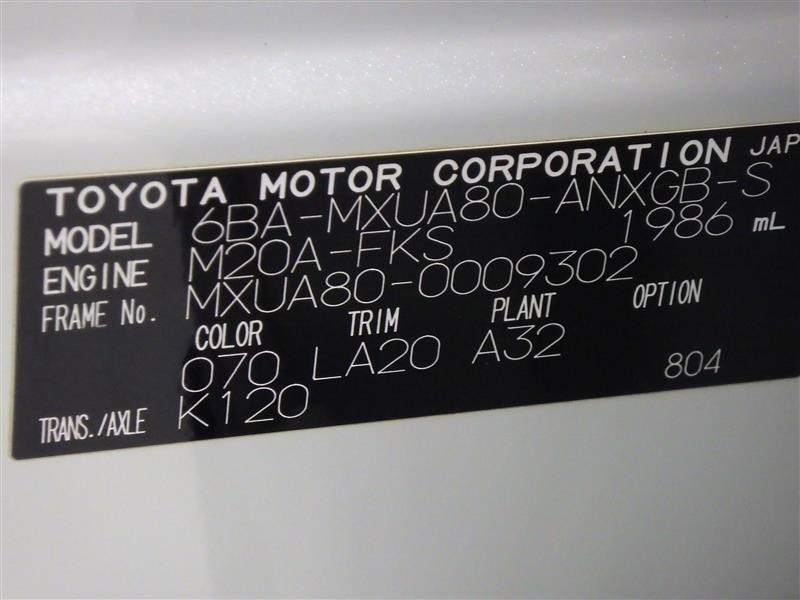 TOYOTA MOTOR CORPORATION JAP
MODEL 6BA-MXUA80-ANXGB-S
ENGINE M20A-FKS 1986 mL
FRAME No. MXUA80-0009302
COLOR TRIM PLANT OPTION
070 LA20 A32
TRANS./AXLE K120 804